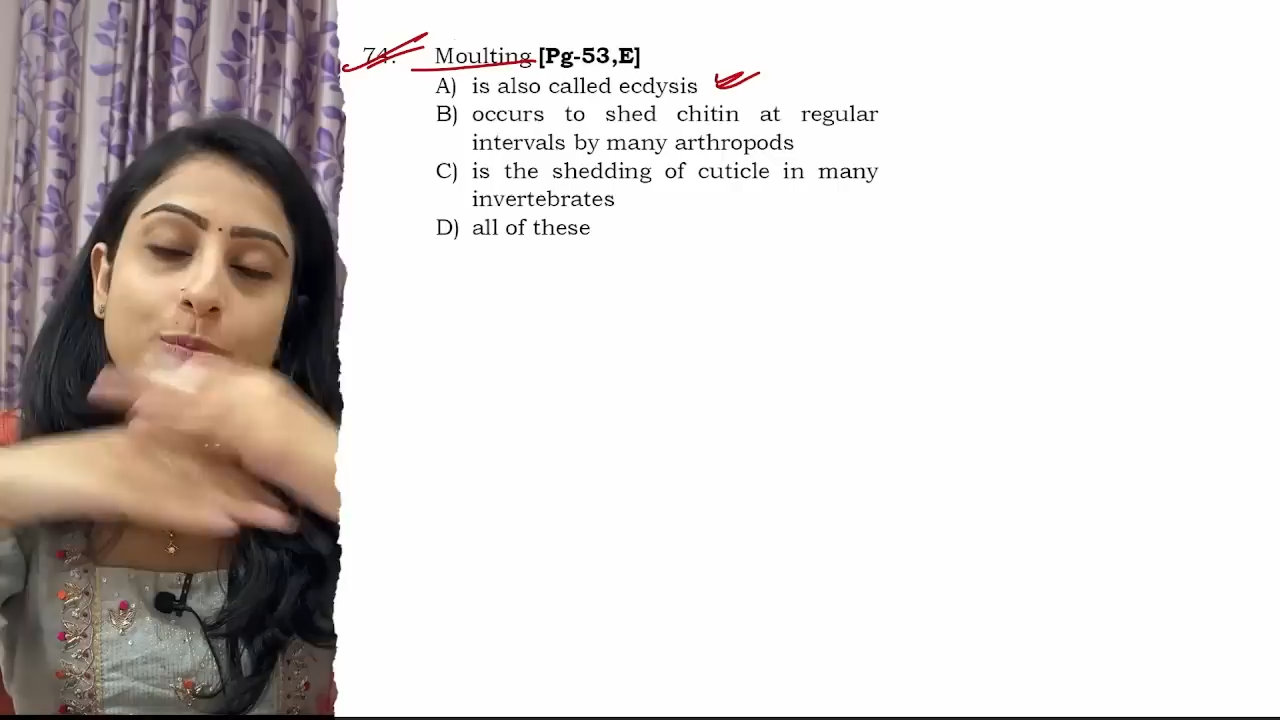 74. Moulting [Pg-53,E]
A) is also called ecdysis
B) occurs to shed chitin at regular
intervals by many arthropods
C) is the shedding of cuticle in many
invertebrates
D) all of these